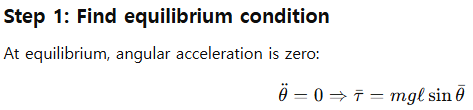 Step 1: Find equilibrium condition
At equilibrium, angular acceleration is zero:
θ̈ = 0 ⇒ τ̄ = mgℓ sin θ̄